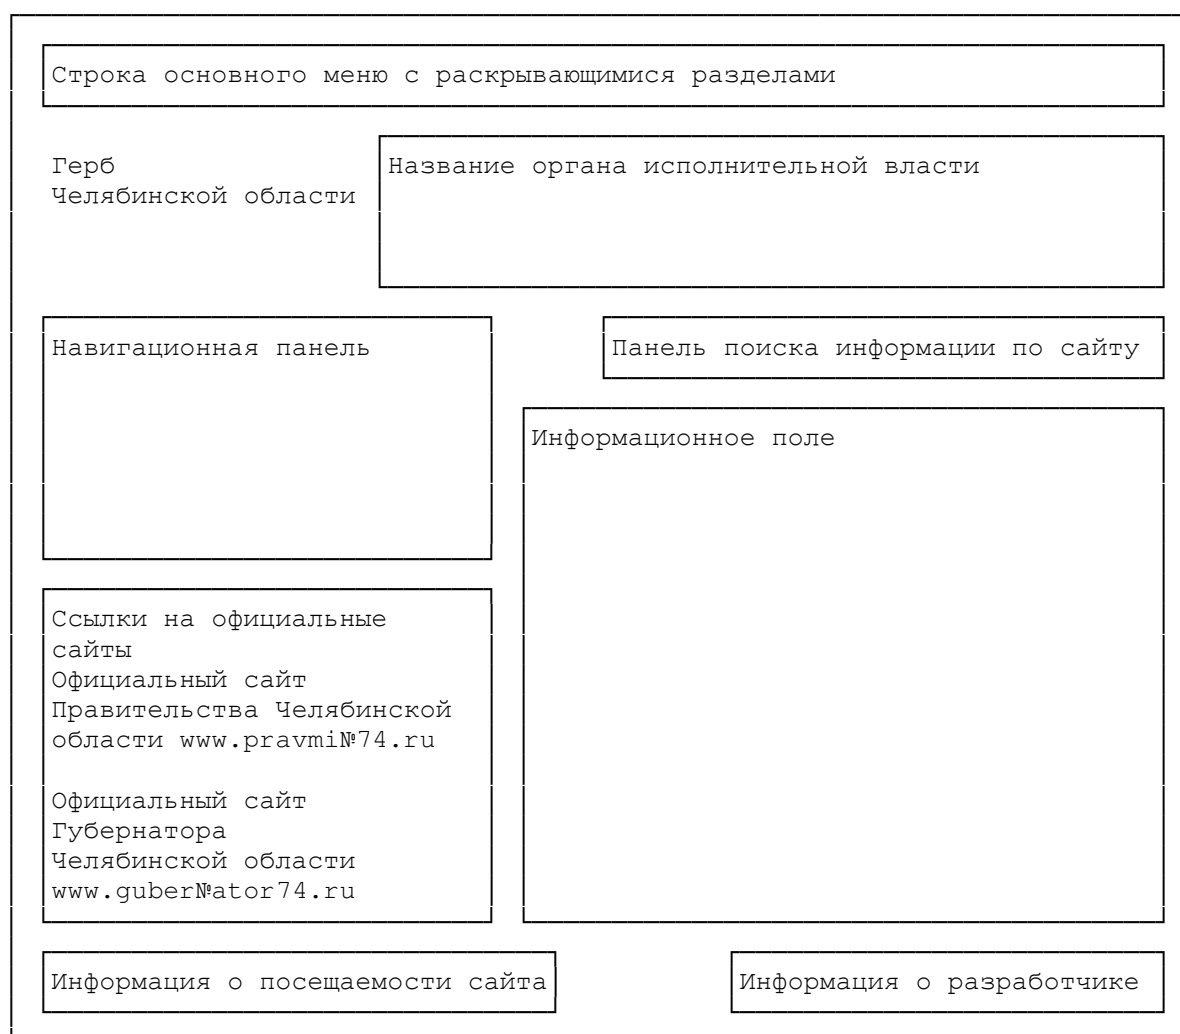 Строка основного меню с раскрывающимися разделами
Герб
Челябинской области
Название органа исполнительной власти
Навигационная панель
Панель поиска информации по сайту
Информационное поле
Ссылки на официальные
сайты
Официальный сайт
Правительства Челябинской
области www.pravmi№74.ru
Официальный сайт
Губернатора
Челябинской области
www.guber№ator74.ru
Информация о посещаемости сайта
Информация о разработчике